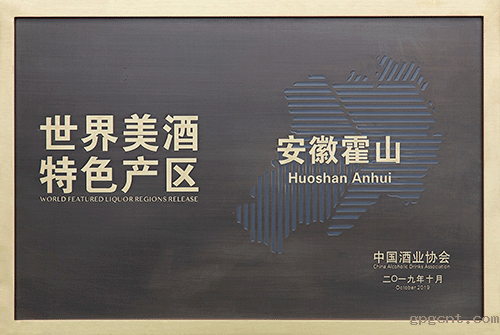 世界美酒
特色产区
WORLD FEATURED LIQUOR REGIONS RELEASE
安徽霍山
Huoshan Anhui
中国酒业协会
China Alcoholic Drinks Association
二〇一九年十月
October 2019
gpgcnt.com